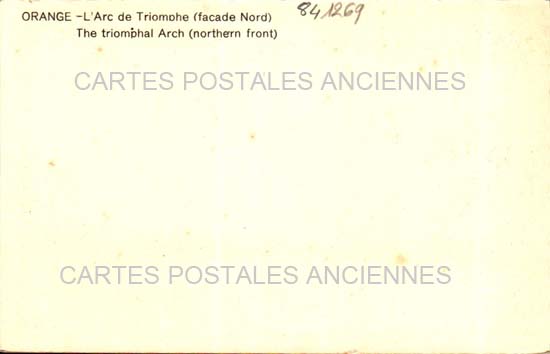 ORANGE - L'Arc de Triomphe (facade Nord)
84 1269
The triomphal Arch (northern front)
CARTES POSTALES ANCIENNES
CARTES POSTALES ANCIENNES